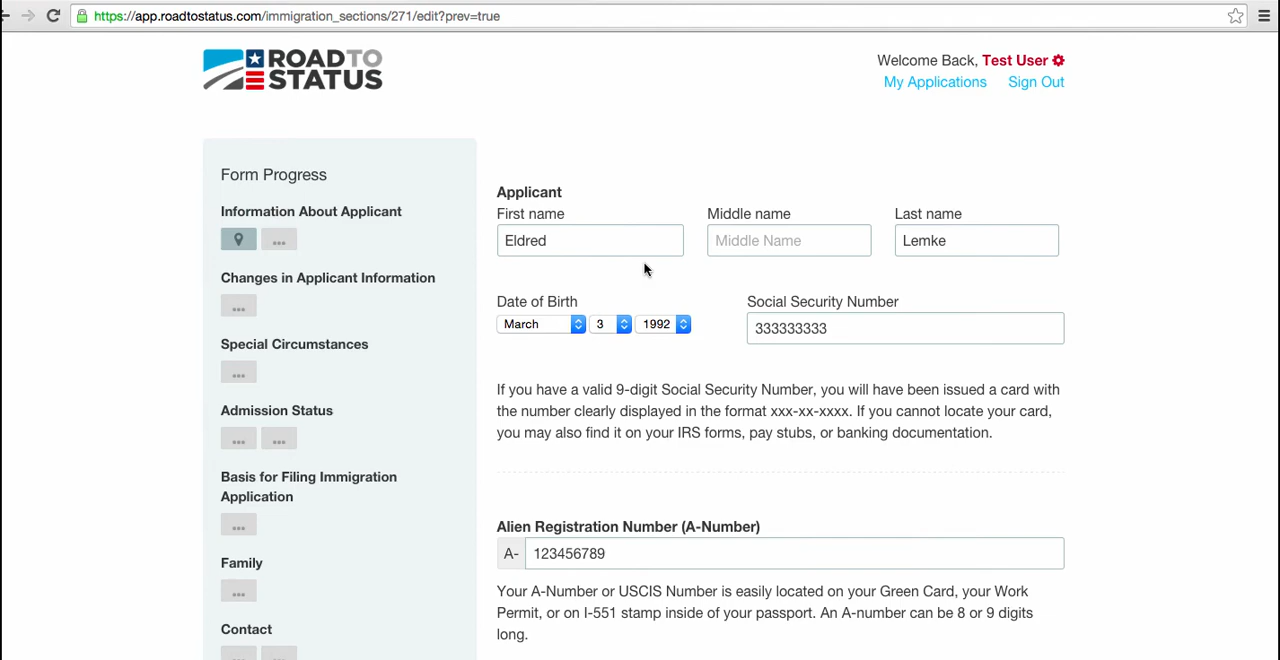 https://app.roadtostatus.com/immigration_sections/271/edit?prev=true
ROADTO
STATUS
Welcome Back, Test User
My Applications Sign Out
Form Progress
Information About Applicant
...
Changes in Applicant Information
...
Special Circumstances
...
Admission Status
... ...
Basis for Filing Immigration
Application
...
Family
...
Contact
... ...
Applicant
First name Middle name Last name
Eldred Middle Name Lemke
Date of Birth Social Security Number
March 3 1992 333333333
If you have a valid 9-digit Social Security Number, you will have been issued a card with
the number clearly displayed in the format xxx-xx-xxxx. If you cannot locate your card,
you may also find it on your IRS forms, pay stubs, or banking documentation.
Alien Registration Number (A-Number)
A- 123456789
Your A-Number or USCIS Number is easily located on your Green Card, your Work
Permit, or on I-551 stamp inside of your passport. An A-number can be 8 or 9 digits
long.